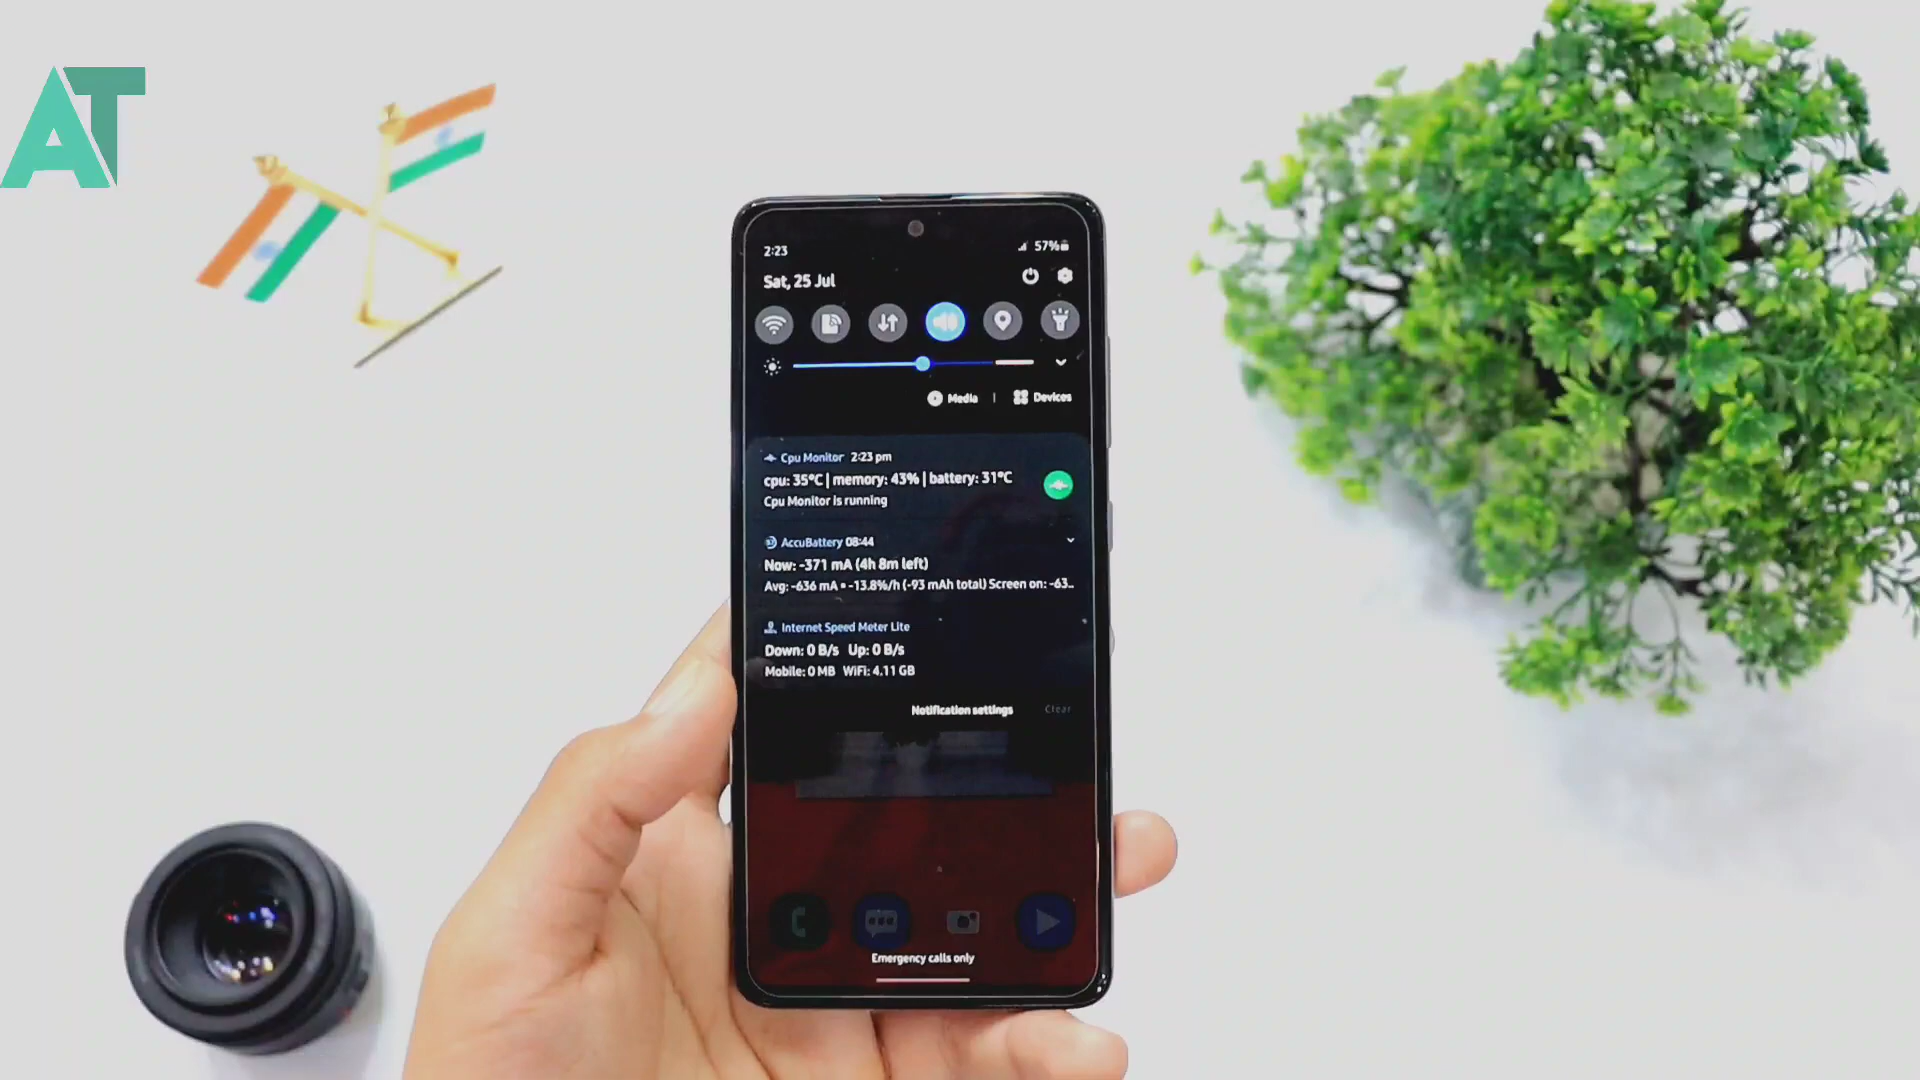 AT
2:23
57%
Sat, 25 Jul
Media | Devices
Cpu Monitor 2:23 pm
cpu: 35°C | memory: 43% | battery: 31°C
Cpu Monitor is running
AccuBattery 08:44
Now: -371 mA (4h 8m left)
Avg: -636 mA • -13.8%/h (-93 mAh total) Screen on: -63..
Internet Speed Meter Lite
Down: 0 B/s Up: 0 B/s
Mobile: 0 MB WiFi: 4.11 GB
Notification settings Clear
Emergency calls only